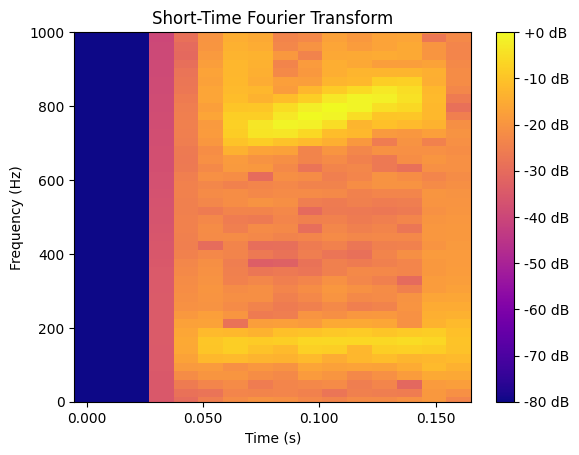 Short-Time Fourier Transform
1000
800
600
400
200
0
Frequency (Hz)
0.000
0.050
0.100
0.150
Time (s)
+0 dB
-10 dB
-20 dB
-30 dB
-40 dB
-50 dB
-60 dB
-70 dB
-80 dB